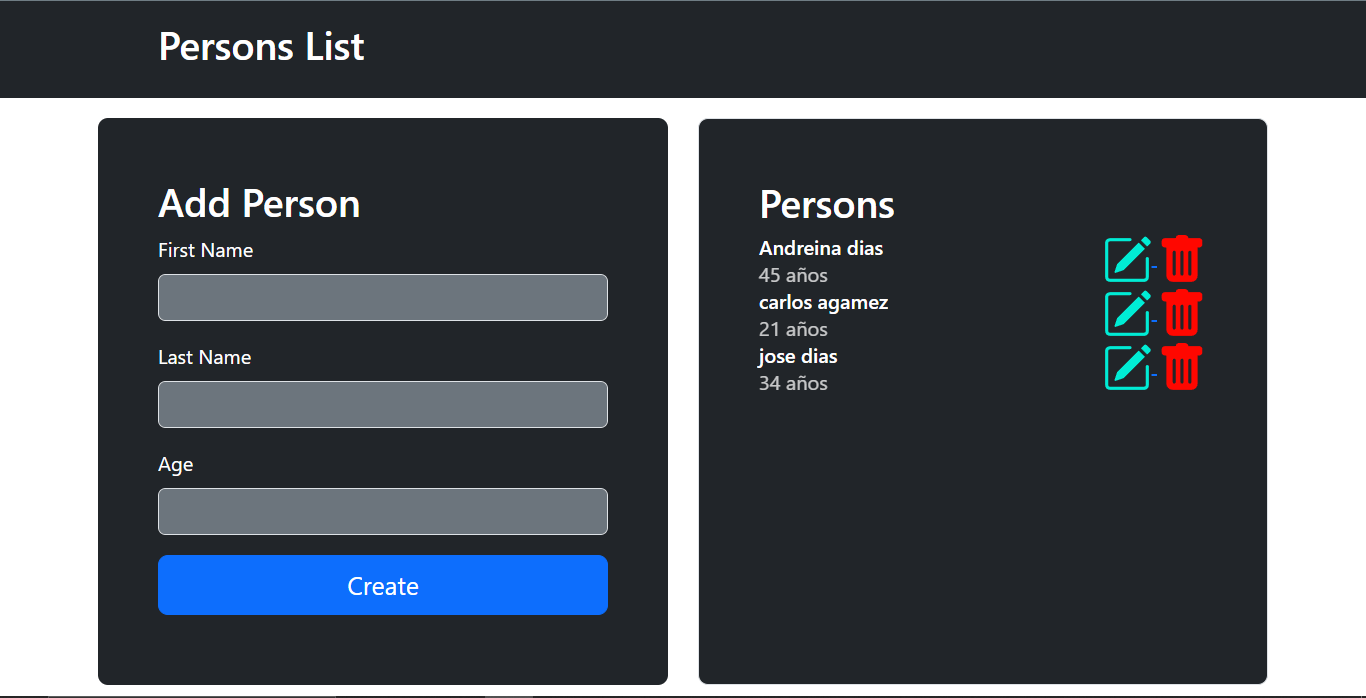 Persons List
Add Person
First Name
Last Name
Age
Create
Persons
Andreina dias
45 años
carlos agamez
21 años
jose dias
34 años